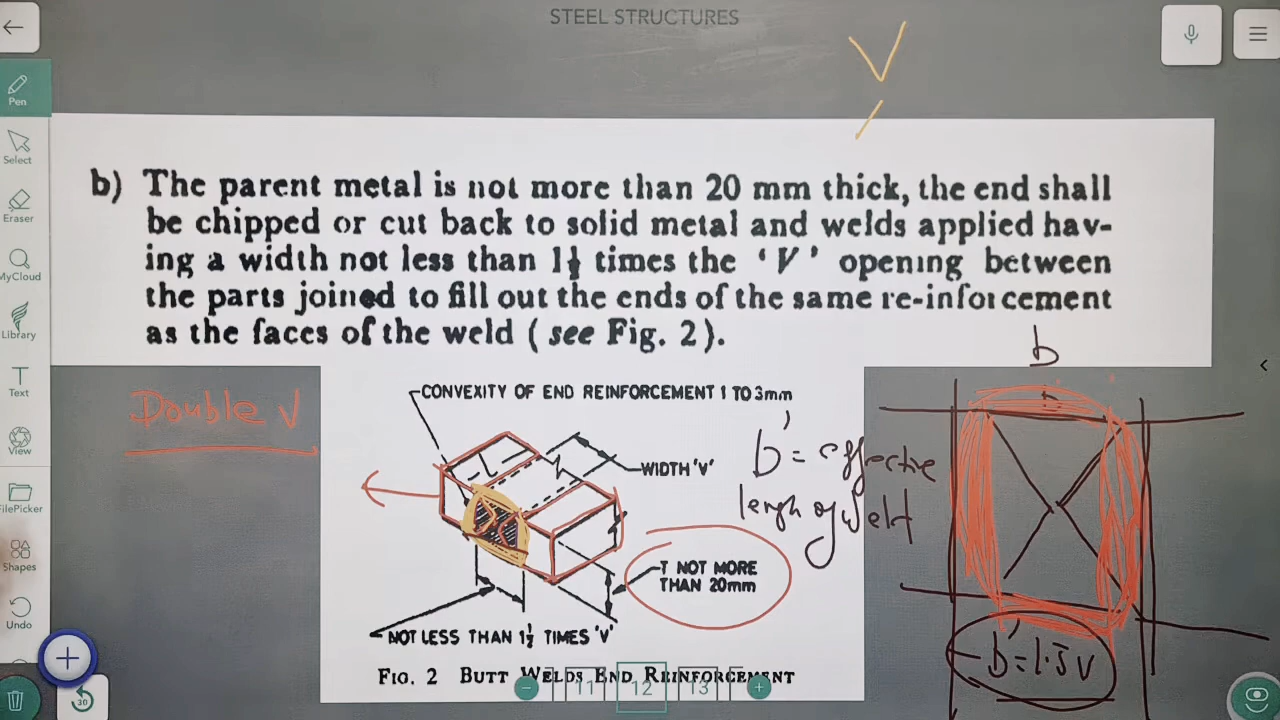 STEEL STRUCTURES
V
Pen
Select
Eraser
MyCloud
Library
Text
View
FilePicker
Shapes
Undo
30
b) The parent metal is not more than 20 mm thick, the end shall
be chipped or cut back to solid metal and welds applied hav-
ing a width not less than 1½ times the 'V' opening between
the parts joined to fill out the ends of the same re-inforcement
as the faces of the weld ( see Fig. 2 ).
Double V
CONVEXITY OF END REINFORCEMENT 1 TO 3mm
WIDTH 'V'
b' = effective
length of weld
T NOT MORE
THAN 20mm
NOT LESS THAN 1½ TIMES 'V'
FIG. 2 BUTT WELDS END REINFORCEMENT
11 12 13
b
b' = 1.5 V